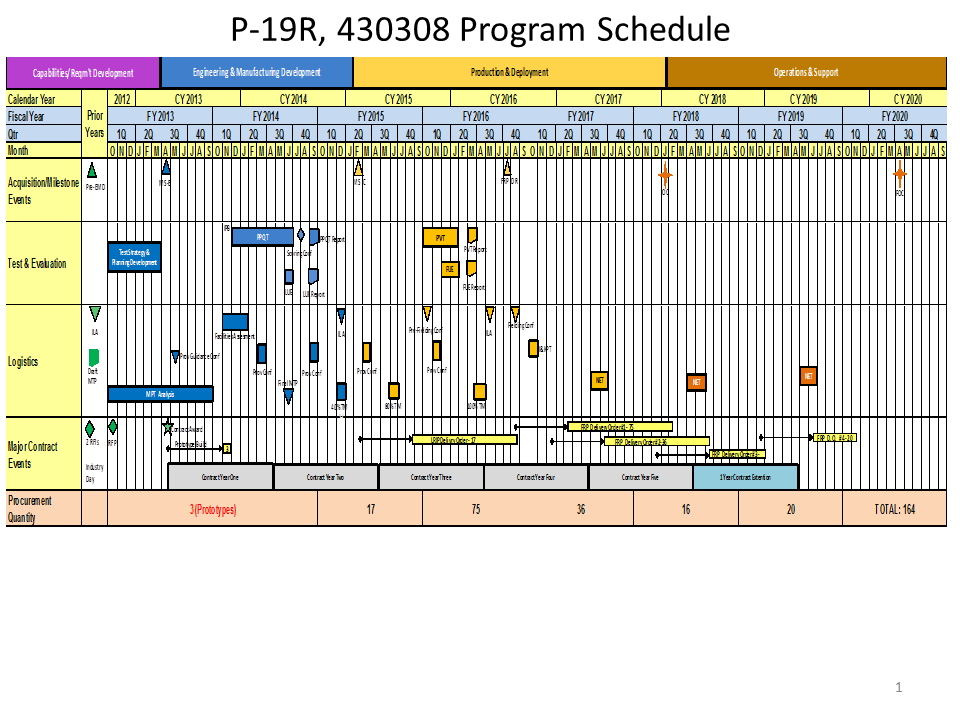 P-19R, 430308 Program Schedule
Capabilities/ Reqm't Development
Engineering & Manufacturing Development
Production & Deployment
Operations & Support
Calendar Year
Prior Years
2012 CY 2013 CY 2014 CY 2015 CY 2016 CY 2017 CY 2018 CY 2019 CY 2020
Fiscal Year
FY 2013 FY 2014 FY 2015 FY 2016 FY 2017 FY 2018 FY 2019 FY 2020
Qtr
1Q 2Q 3Q 4Q 1Q 2Q 3Q 4Q 1Q 2Q 3Q 4Q 1Q 2Q 3Q 4Q 1Q 2Q 3Q 4Q 1Q 2Q 3Q 4Q 1Q 2Q 3Q 4Q 1Q 2Q 3Q 4Q
Month
O N D J F M A M J J A S O N D J F M A M J J A S O N D J F M A M J J A S O N D J F M A M J J A S O N D J F M A M J J A S O N D J F M A M J J A S O N D J F M A M J J A S O N D J F M A M J J A S
Acquisition/Milestone
Events
Pre-EMD
MS-B
MS C
FOC
Test & Evaluation
Test Strategy &
Planning Development
PPQT
PPQT Report
Scoring Conf
LUE
LUE Report
PVT
PVT Report
FUE
FUE Report
Logistics
ILA
Draft
MTP
Prov Guidance Conf
MPT Analysis
Facilities Assessment
Prov Conf
Prov Conf
Final MTP
ILA
40% TM
Prov Conf
80% TM
Pre-Fielding Conf
Prov Conf
ILA
100% TM
Fielding Conf
NET
NET
NET
Major Contract
Events
2 RFIs
RFP
Industry
Day
Contract Award
Prototype Build
3
LRIP Delivery Order - 17
FRP Delivery Order#1- 75
FRP Delivery Order#2-36
FRP D.O. #4- 20
Contract Year One
Contract Year Two
Contract Year Three
Contract Year Four
Contract Year Five
1 Year Contract Extention
Procurement
Quantity
3 (Prototypes)
17
75
36
16
20
TOTAL: 164
1